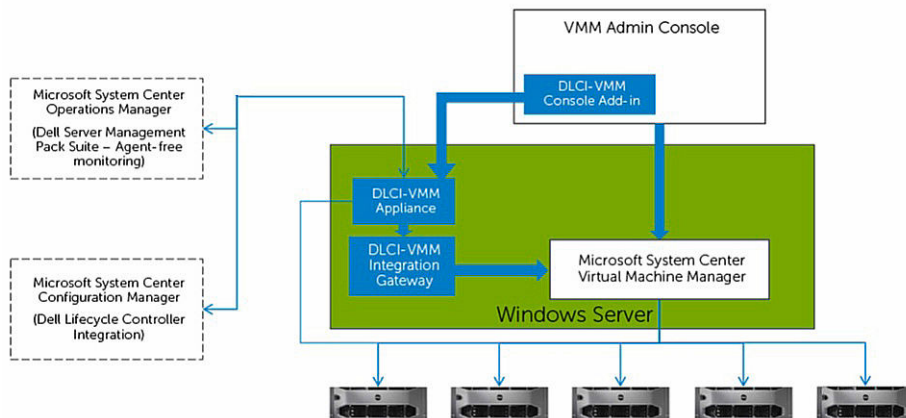 VMM Admin Console
DLCI-VMM
Console Add-in
Microsoft System Center
Operations Manager
(Dell Server Management
Pack Suite – Agent-free
monitoring)
DLCI-VMM
Appliance
DLCI-VMM
Integration
Gateway
Microsoft System Center
Virtual Machine Manager
Microsoft System Center
Configuration Manager
(Dell Lifecycle Controller
Integration)
Windows Server